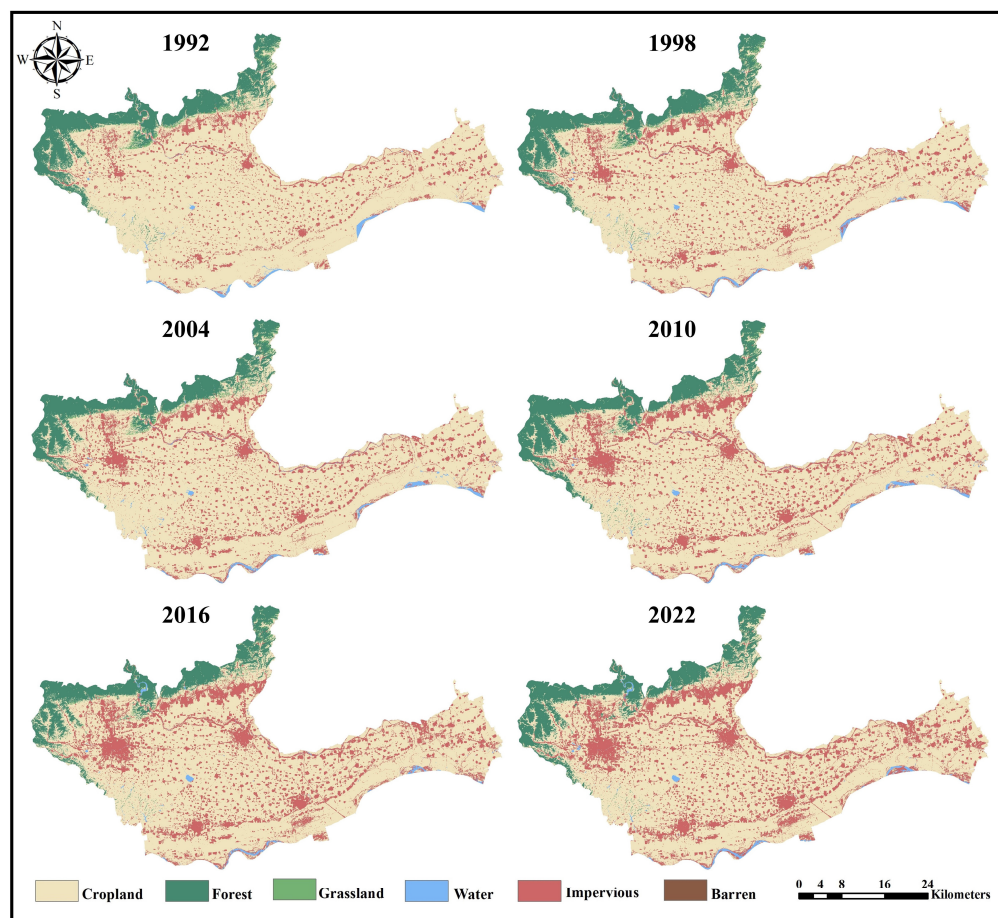 N
W E
S
1992
1998
2004
2010
2016
2022
Cropland
Forest
Grassland
Water
Impervious
Barren
0 4 8 16 24
Kilometers